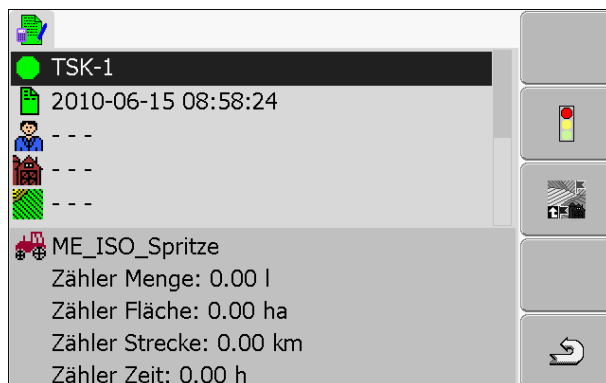 TSK-1
2010-06-15 08:58:24
- - -
- - -
- - -
ME_ISO_Spritze
Zähler Menge: 0.00 l
Zähler Fläche: 0.00 ha
Zähler Strecke: 0.00 km
Zähler Zeit: 0.00 h